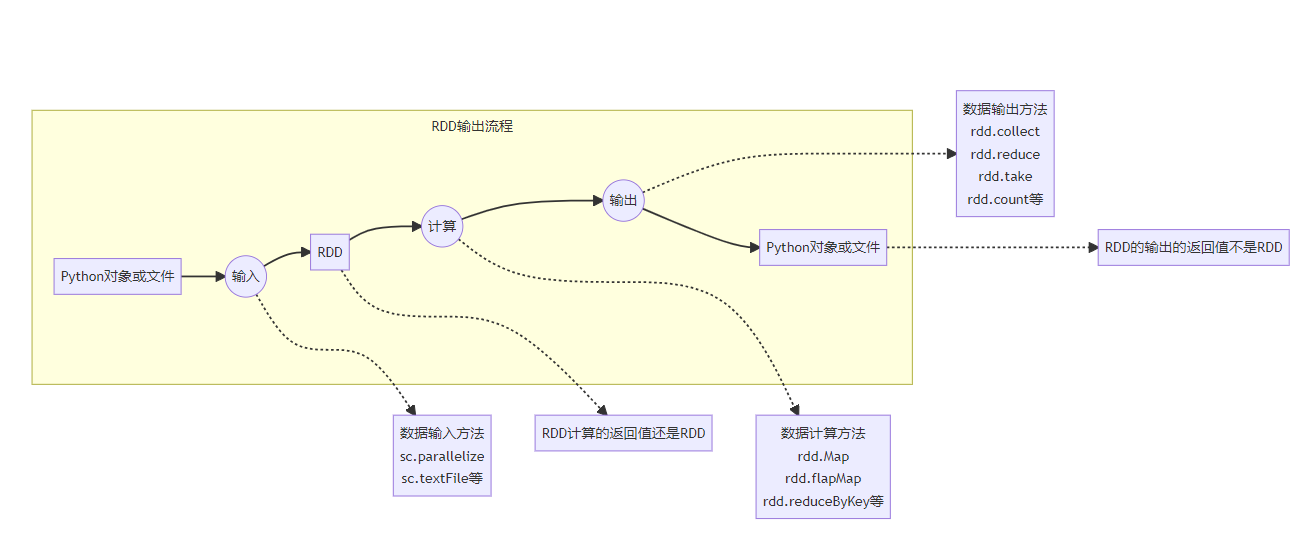 RDD输出流程
Python对象或文件
输入
RDD
计算
输出
Python对象或文件
数据输出方法
rdd.collect
rdd.reduce
rdd.take
rdd.count等
RDD的输出的返回值不是RDD
数据输入方法
sc.parallelize
sc.textFile等
RDD计算的返回值还是RDD
数据计算方法
rdd.Map
rdd.flapMap
rdd.reduceByKey等